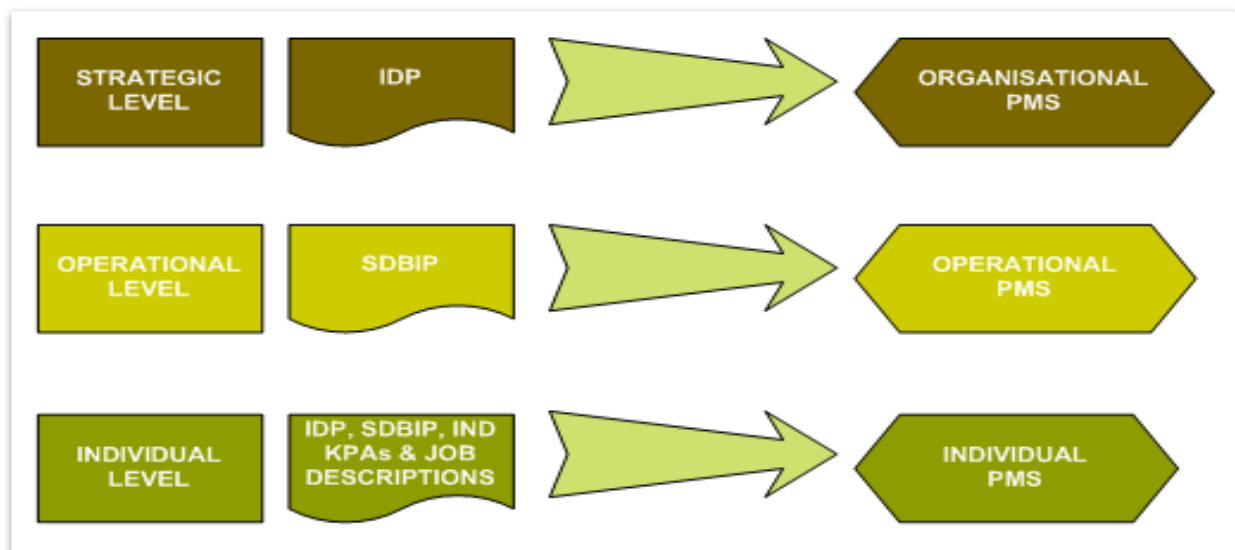 STRATEGIC
LEVEL
IDP
ORGANISATIONAL
PMS
OPERATIONAL
LEVEL
SDBIP
OPERATIONAL
PMS
INDIVIDUAL
LEVEL
IDP, SDBIP, IND
KPAs & JOB
DESCRIPTIONS
INDIVIDUAL
PMS